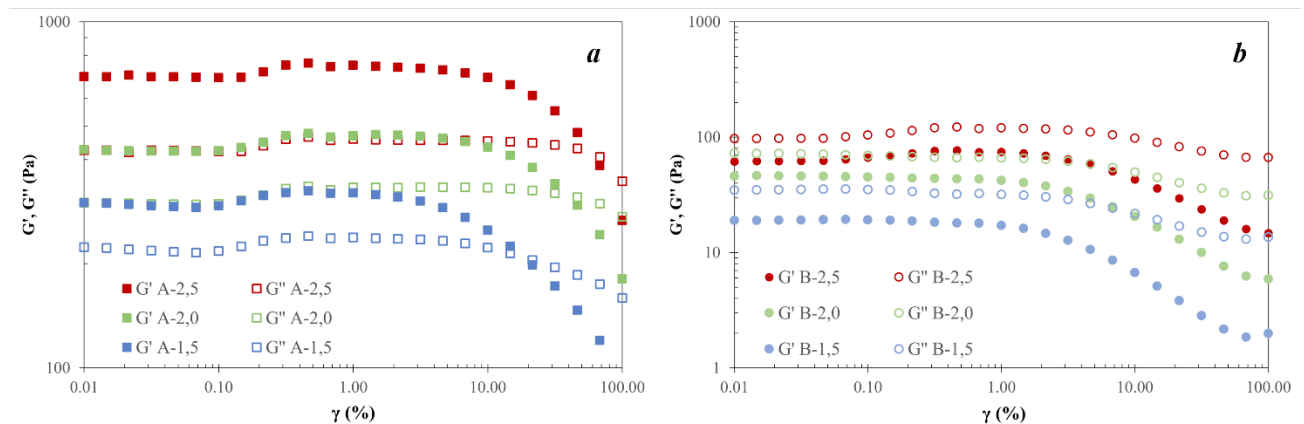 1000
100
G', G'' (Pa)
a
G' A-2,5 G'' A-2,5
G' A-2,0 G'' A-2,0
G' A-1,5 G'' A-1,5
0.01 0.10 1.00 10.00 100.00
γ (%)
1000
100
10
1
G', G'' (Pa)
b
G' B-2,5 G'' B-2,5
G' B-2,0 G'' B-2,0
G' B-1,5 G'' B-1,5
0.01 0.10 1.00 10.00 100.00
γ (%)